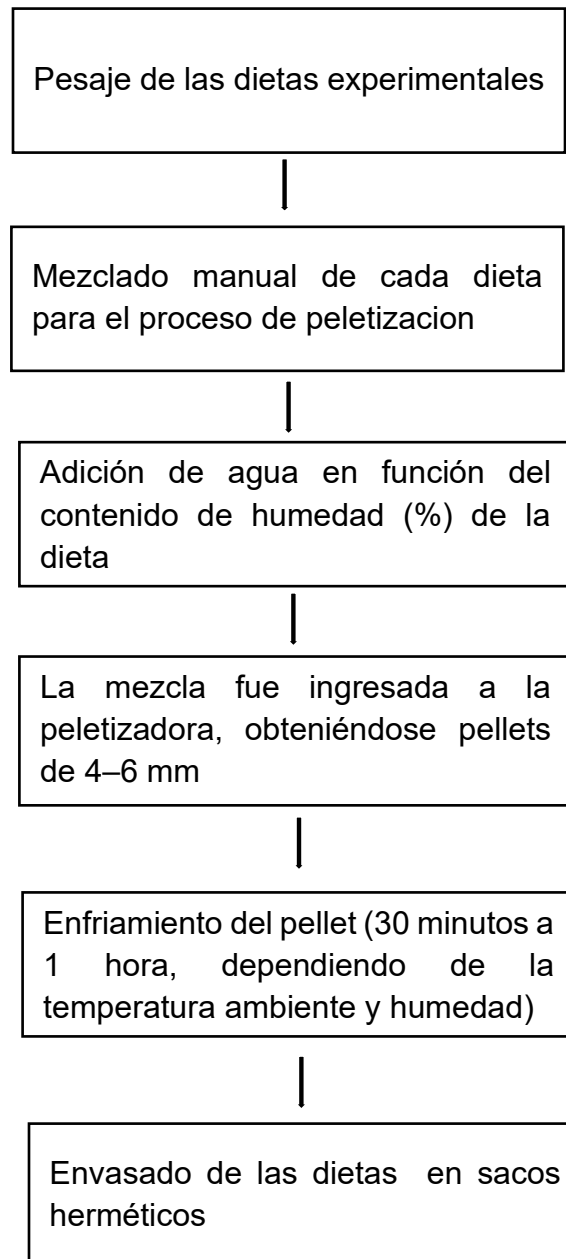 Pesaje de las dietas experimentales
Mezclado manual de cada dieta
para el proceso de peletizacion
Adición de agua en función del
contenido de humedad (%) de la
dieta
La mezcla fue ingresada a la
peletizadora, obteniéndose pellets
de 4–6 mm
Enfriamiento del pellet (30 minutos a
1 hora, dependiendo de la
temperatura ambiente y humedad)
Envasado de las dietas en sacos
herméticos